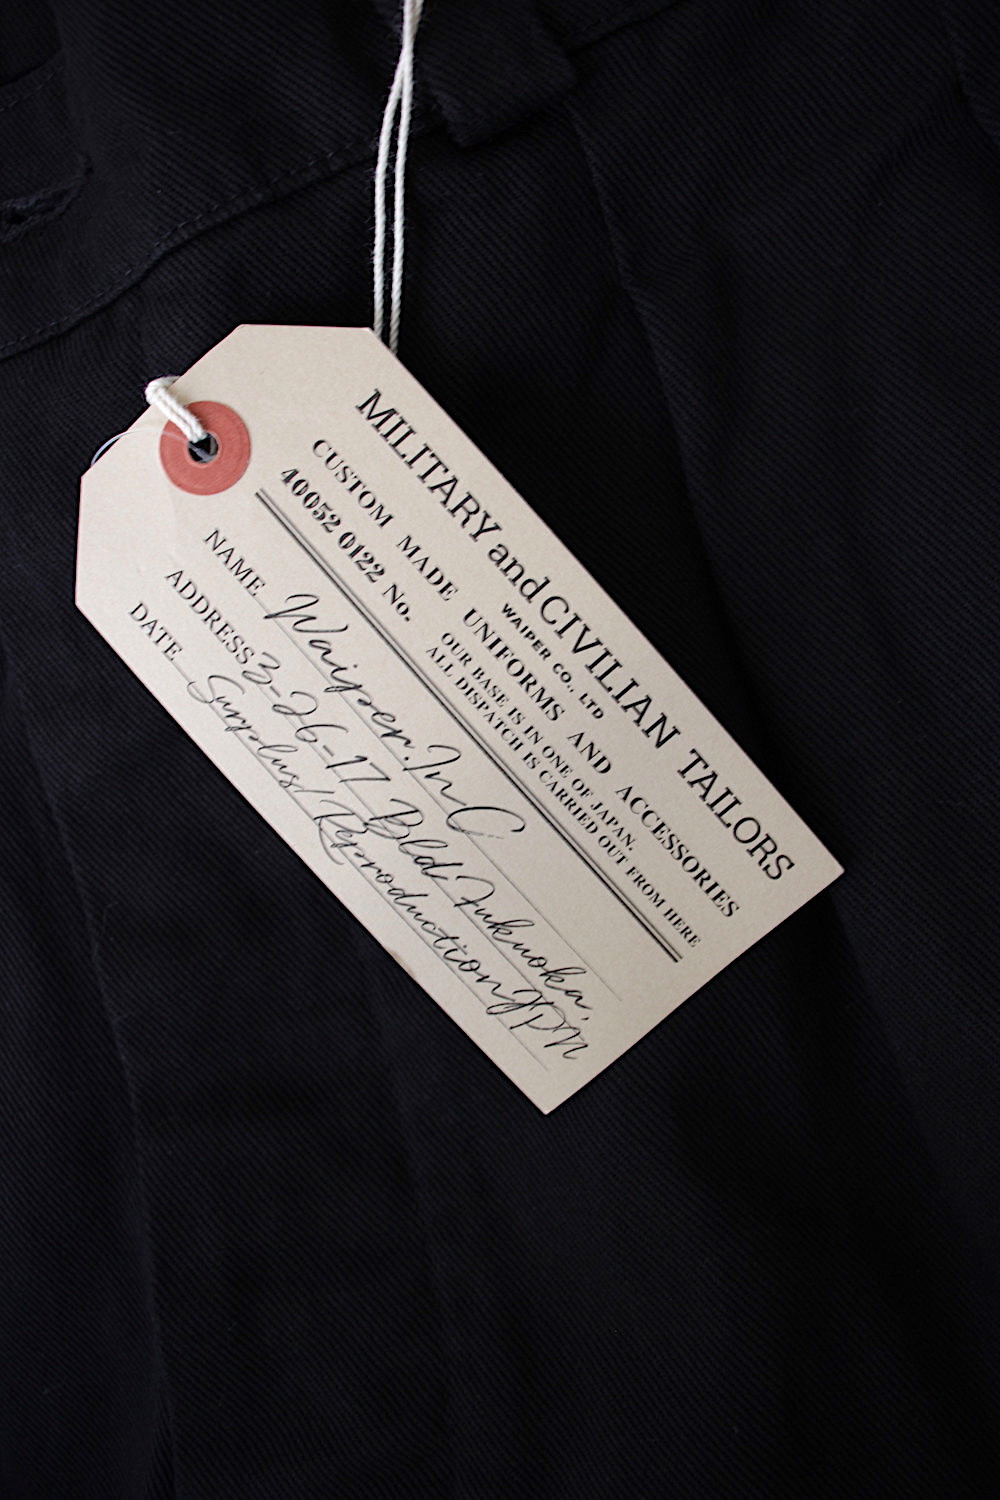 MILITARY and CIVILIAN TAILORS
WAIPER CO., LTD
CUSTOM MADE UNIFORMS AND ACCESSORIES
40052 0122 No.
OUR BASE IS IN ONE OF JAPAN.
ALL DISPATCH IS CARRIED OUT FROM HERE
NAME Waiper.InC
ADDRESS 3-26-17 Bld Fukuoka,
DATE Surplus/ReproductionJPN